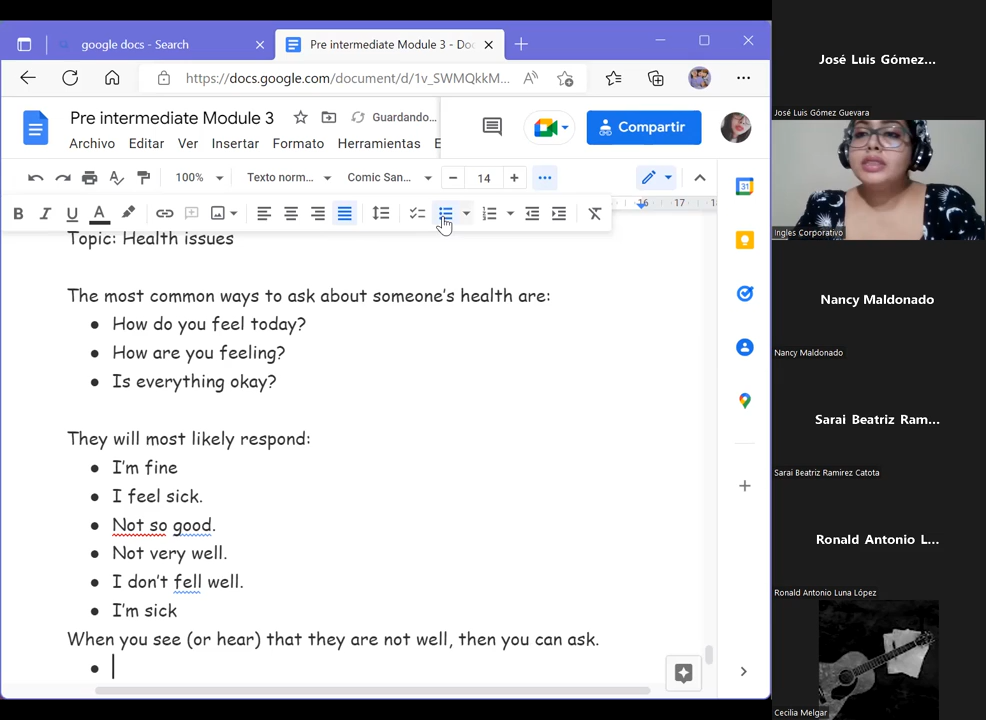 google docs - Search
Pre intermediate Module 3 - Doc
https://docs.google.com/document/d/1v_SWMQkkM...
Pre intermediate Module 3
Guardando...
Compartir
Archivo Editar Ver Insertar Formato Herramientas E
100% Texto norm... Comic San... 14
16 17
Topic: Health issues
The most common ways to ask about someone's health are:
How do you feel today?
How are you feeling?
Is everything okay?
They will most likely respond:
I'm fine
I feel sick.
Not so good.
Not very well.
I don't fell well.
I'm sick
When you see (or hear) that they are not well, then you can ask.
31
José Luis Gómez...
José Luis Gómez Guevara
Ingles Corporativo
Nancy Maldonado
Nancy Maldonado
Sarai Beatriz Ram...
Sarai Beatriz Ramirez Catota
Ronald Antonio L...
Ronald Antonio Luna López
Cecilia Melgar